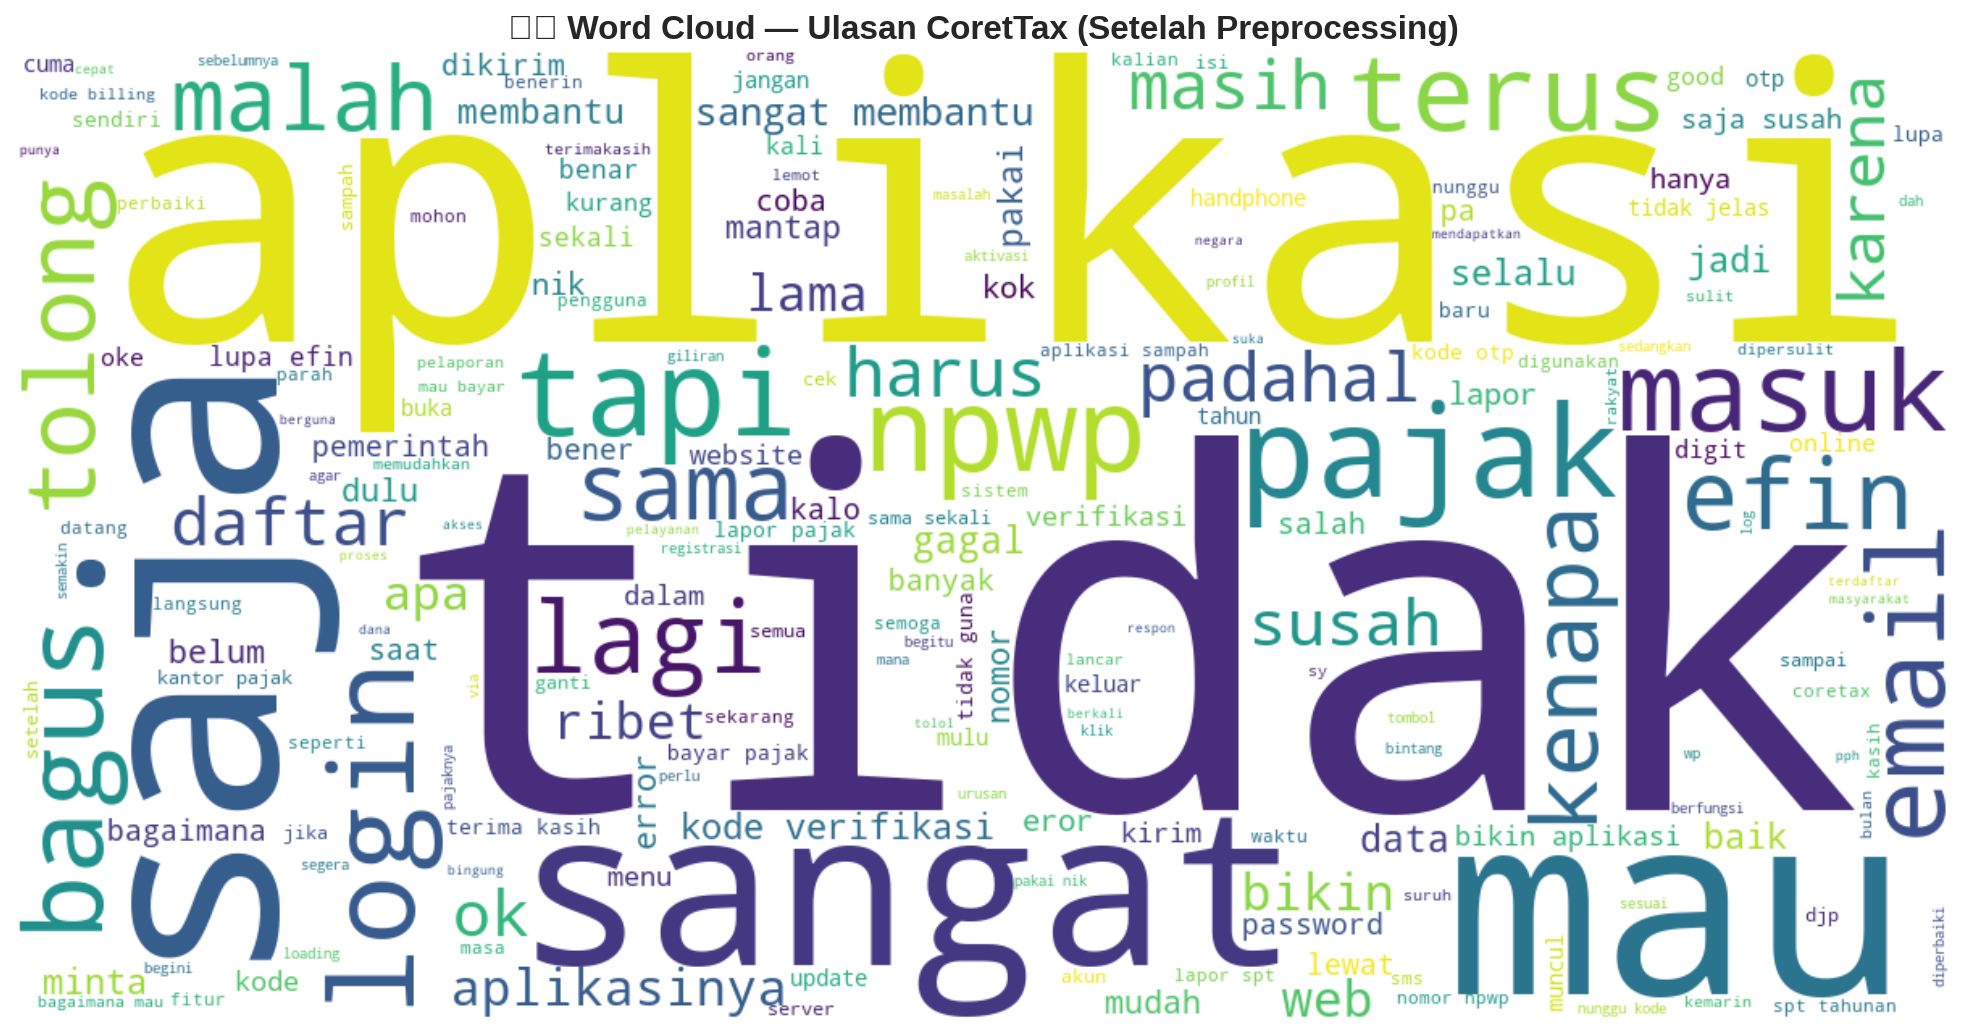 Word Cloud — Ulasan CoretTax (Setelah Preprocessing)
cuma
cepat
sebelumnya
dikirim
orang
kalian
isi
kode billing
malah
benerin
jangan
masih
terus
good
otp
sendiri
membantu
sangat membantu
saja susah
karena
lupa
punya
aplikasi
terimakasih
kali
benar
lemot
pakai
hanya
nunggu
tolong
perbaiki
sampah
mohon
kurang
coba
masalah
handphone
pa
tidak jelas
dah
sekali
mantap
negara
mendapatkan
aktivasi
nik
pengguna
lama
kok
profil
selalu
jadi
sulit
baru
oke
lupa efin
parah
pelaporan
giliran
aplikasi sampah
suka
kode otp
digunakan
sedangkan
dipersulit
mau bayar
tapi
cek
harus
padahal
lapor
rakyat
masuk
saja
berguna
buka
npwp
tahun
pajak
digit
online
pemerintah
bener
website
memudahkan
agar
dulu
sama
kalo
sistem
efin
log
daftar
datang
akses
pelayanan
lapor pajak
sama sekali
verifikasi
salah
kenapa
email
semakin
proses
registrasi
gagal
tidak
bagus
langsung
apa
dalam
banyak
terdaftar
masyarakat
belum
dana
saat
lagi
semua
semoga
begitu
tidak guna
nomor
respon
susah
kantor pajak
ganti
mana
lancar
keluar
sy
sampai
coretax
setelah
via
ribet
sekarang
tolol
mulu
berkali
klik
tombol
bintang
wp
pph
kasih
login
seperti
bayar pajak
pajaknya
error
perlu
urusan
berfungsi
bulan
bagaimana
jika
terima kasih
kode verifikasi
eror
kirim
waktu
data
bikin aplikasi
baik
segera
bingung
sangat
menu
pakai nik
bikin
suruh
mau
sesuai
djp
ok
password
diperbaiki
masa
loading
begini
minta
kode
aplikasinya
update
akun
lapor spt
lewat
sms
muncul
bagaimana mau
fitur
server
mudah
web
nomor npwp
nunggu kode
kemarin
spt tahunan